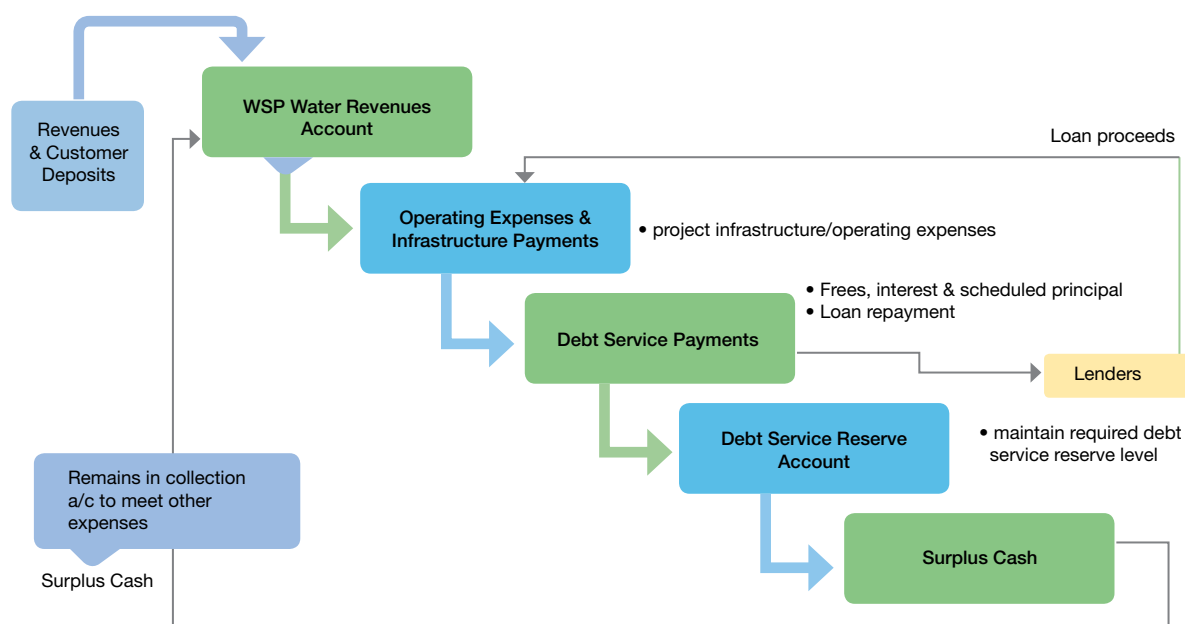 Revenues
& Customer
Deposits
WSP Water Revenues
Account
Loan proceeds
Operating Expenses &
Infrastructure Payments
• project infrastructure/operating expenses
• Frees, interest & scheduled principal
• Loan repayment
Debt Service Payments
Lenders
Debt Service Reserve
Account
• maintain required debt
service reserve level
Remains in collection
a/c to meet other
expenses
Surplus Cash
Surplus Cash